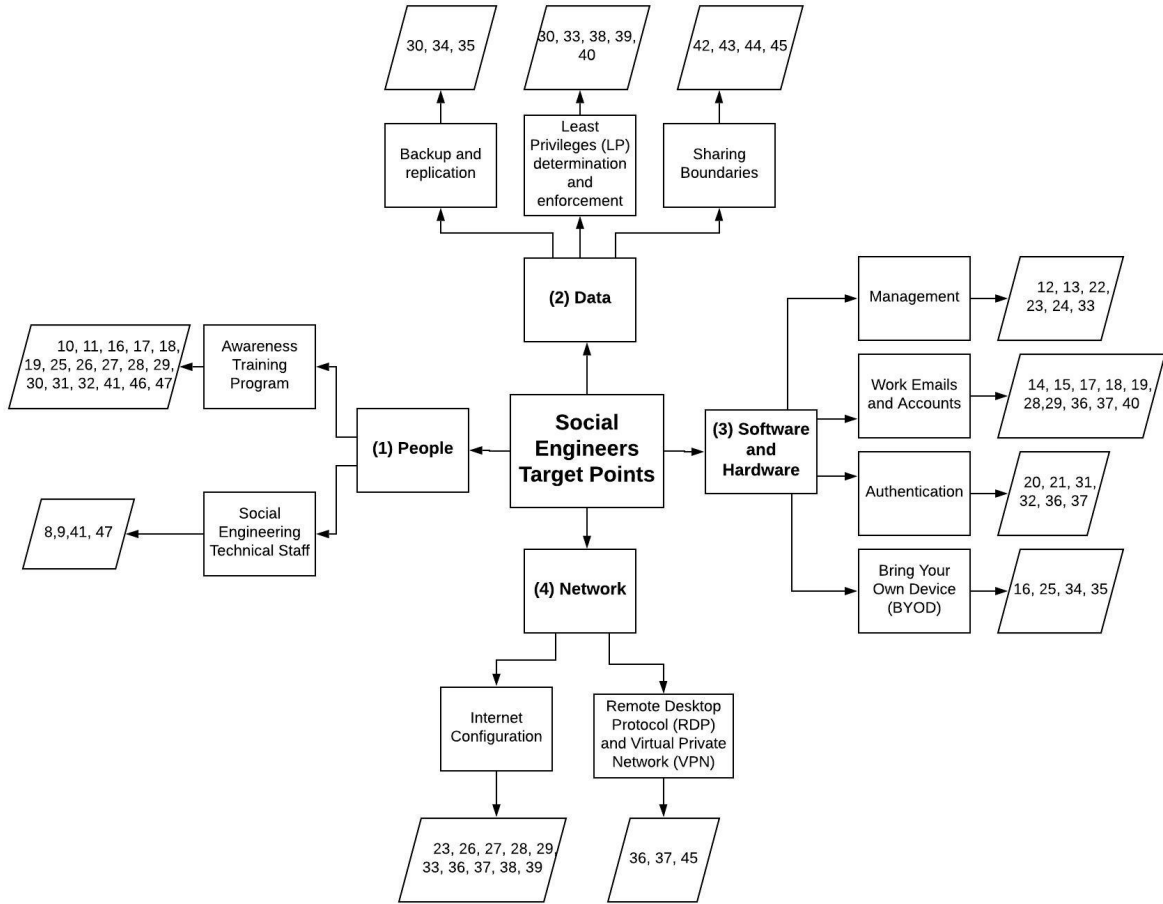 30, 34, 35
30, 33, 38, 39,
40
42, 43, 44, 45
Backup and
replication
Least
Privileges (LP)
determination
and
enforcement
Sharing
Boundaries
(2) Data
Management
12, 13, 22,
23, 24, 33
10, 11, 16, 17, 18,
19, 25, 26, 27, 28, 29,
30, 31, 32, 41, 46, 47
Awareness
Training
Program
Work Emails
and Accounts
14, 15, 17, 18, 19,
28,29, 36, 37, 40
(1) People
Social
Engineers
Target Points
(3) Software
and
Hardware
Authentication
20, 21, 31,
32, 36, 37
8,9,41, 47
Social
Engineering
Technical Staff
(4) Network
Bring Your
Own Device
(BYOD)
16, 25, 34, 35
Internet
Configuration
Remote Desktop
Protocol (RDP)
and Virtual Private
Network (VPN)
23, 26, 27, 28, 29,
33, 36, 37, 38, 39
36, 37, 45